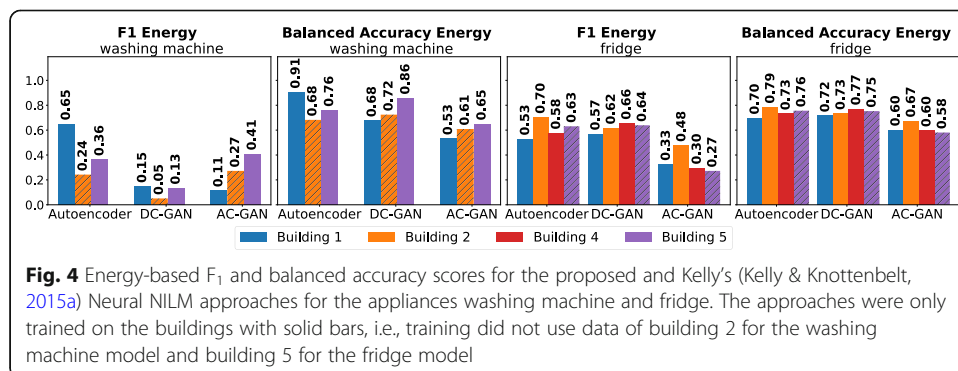 F1 Energy
washing machine
Balanced Accuracy Energy
washing machine
F1 Energy
fridge
Balanced Accuracy Energy
fridge
1.0
0.8
0.6
0.4
0.2
0.0
0.65
0.24
0.36
0.15
0.05
0.13
0.11
0.27
0.41
0.91
0.68
0.76
0.68
0.72
0.86
0.53
0.61
0.65
0.53
0.70
0.58
0.63
0.57
0.62
0.66
0.64
0.33
0.48
0.30
0.27
0.70
0.79
0.73
0.76
0.72
0.73
0.77
0.75
0.60
0.67
0.60
0.58
Autoencoder DC-GAN AC-GAN
Autoencoder DC-GAN AC-GAN
Autoencoder DC-GAN AC-GAN
Autoencoder DC-GAN AC-GAN
Building 1 Building 2 Building 4 Building 5
Fig. 4 Energy-based F1 and balanced accuracy scores for the proposed and Kelly's (Kelly & Knottenbelt,
2015a) Neural NILM approaches for the appliances washing machine and fridge. The approaches were only
trained on the buildings with solid bars, i.e., training did not use data of building 2 for the washing
machine model and building 5 for the fridge model